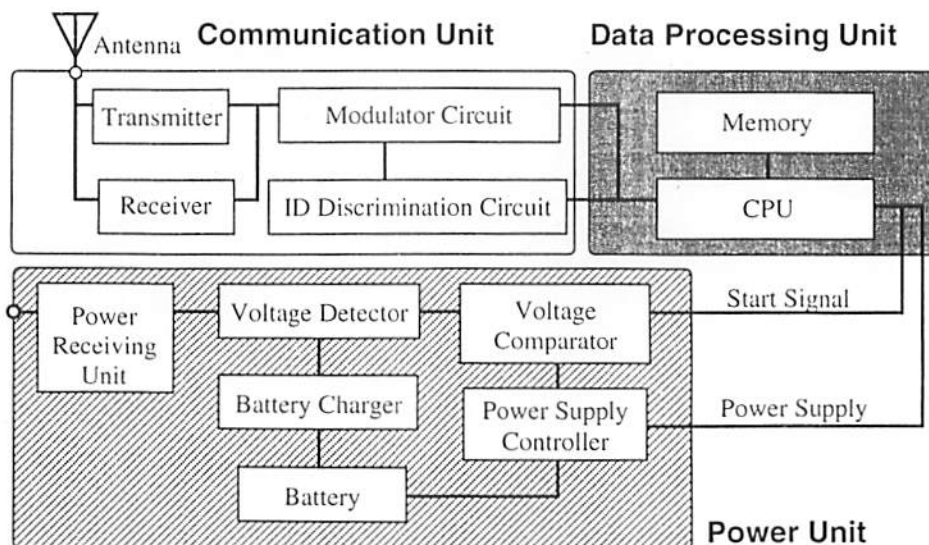 Antenna
Communication Unit
Data Processing Unit
Transmitter
Modulator Circuit
Memory
Receiver
ID Discrimination Circuit
CPU
Power
Receiving
Unit
Voltage Detector
Voltage
Comparator
Start Signal
Battery Charger
Power Supply
Controller
Power Supply
Battery
Power Unit